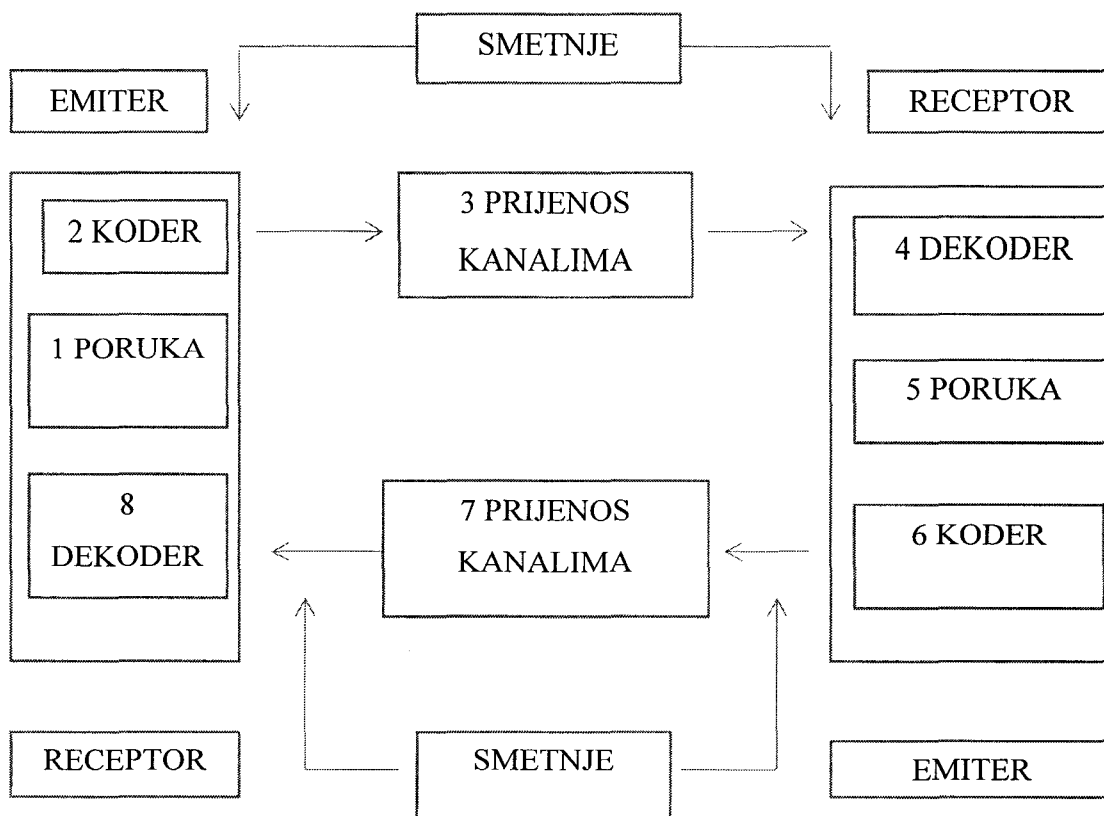 SMETNJE
EMITER
RECEPTOR
2 KODER
3 PRIJENOS
KANALIMA
4 DEKODER
1 PORUKA
5 PORUKA
8
DEKODER
7 PRIJENOS
KANALIMA
6 KODER
RECEPTOR
SMETNJE
EMITER